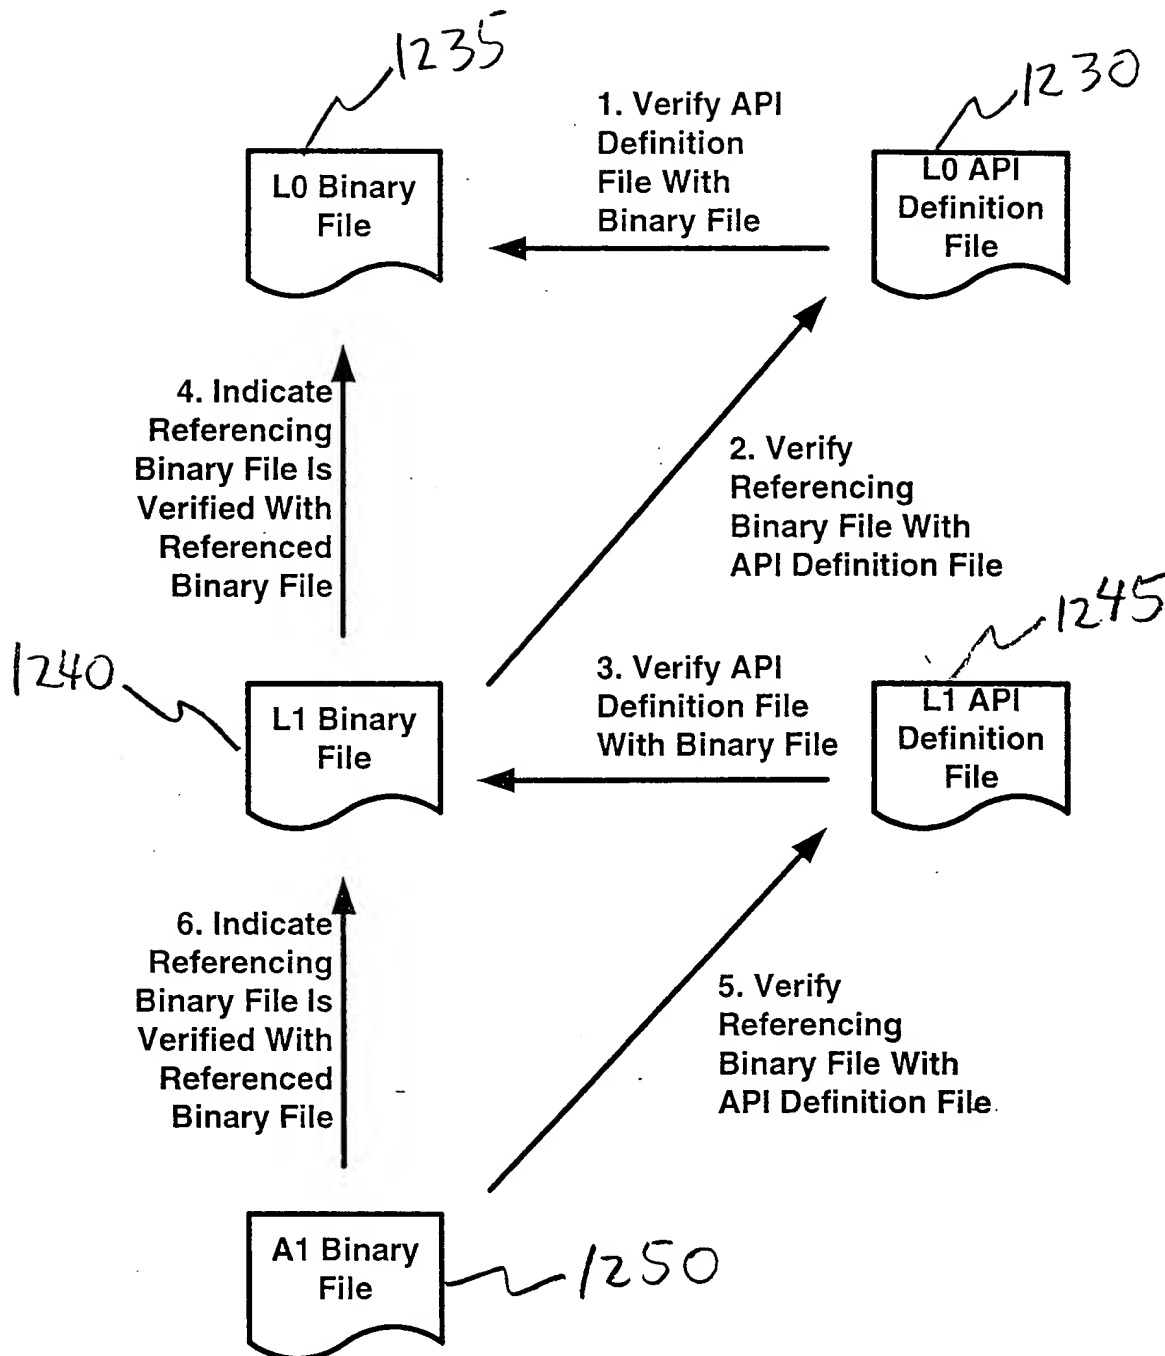 1235
1230
1. Verify API
Definition
File With
Binary File
L0 Binary
File
L0 API
Definition
File
4. Indicate
Referencing
Binary File Is
Verified With
Referenced
Binary File
2. Verify
Referencing
Binary File With
API Definition File
1245
1240
3. Verify API
Definition File
With Binary File
L1 Binary
File
L1 API
Definition
File
6. Indicate
Referencing
Binary File Is
Verified With
Referenced
Binary File
5. Verify
Referencing
Binary File With
API Definition File
A1 Binary
File
1250